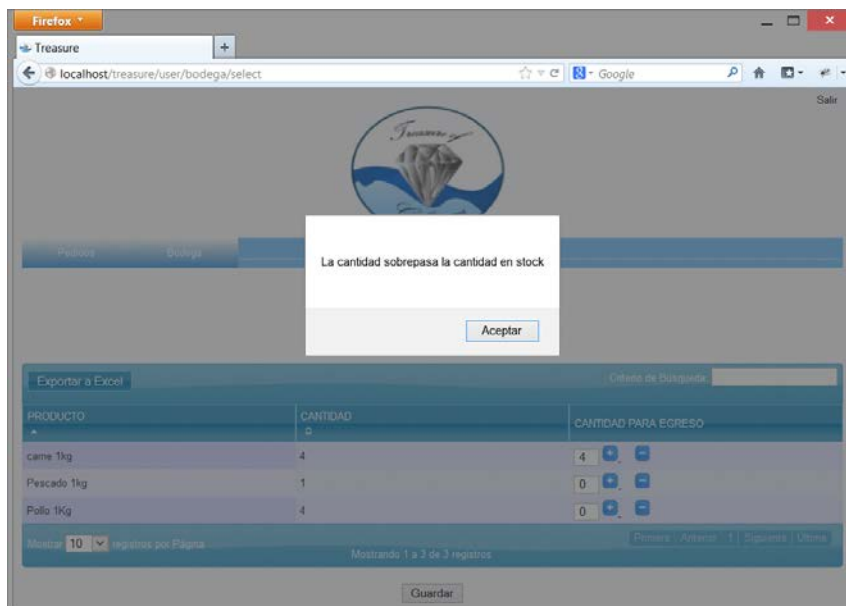 Firefox
Treasure
localhost/treasure/user/bodega/select
Google
Salir
Treasure of
Pedidos Bodega
La cantidad sobrepasa la cantidad en stock
Aceptar
Exportar a Excel Criterio de Búsqueda:
PRODUCTO CANTIDAD CANTIDAD PARA EGRESO
carne 1kg 4 4
Pescado 1kg 1 0
Pollo 1Kg 4 0
Mostrar 10 registros por Página Primera Anterior 1 Siguiente Última
Mostrando 1 a 3 de 3 registros
Guardar